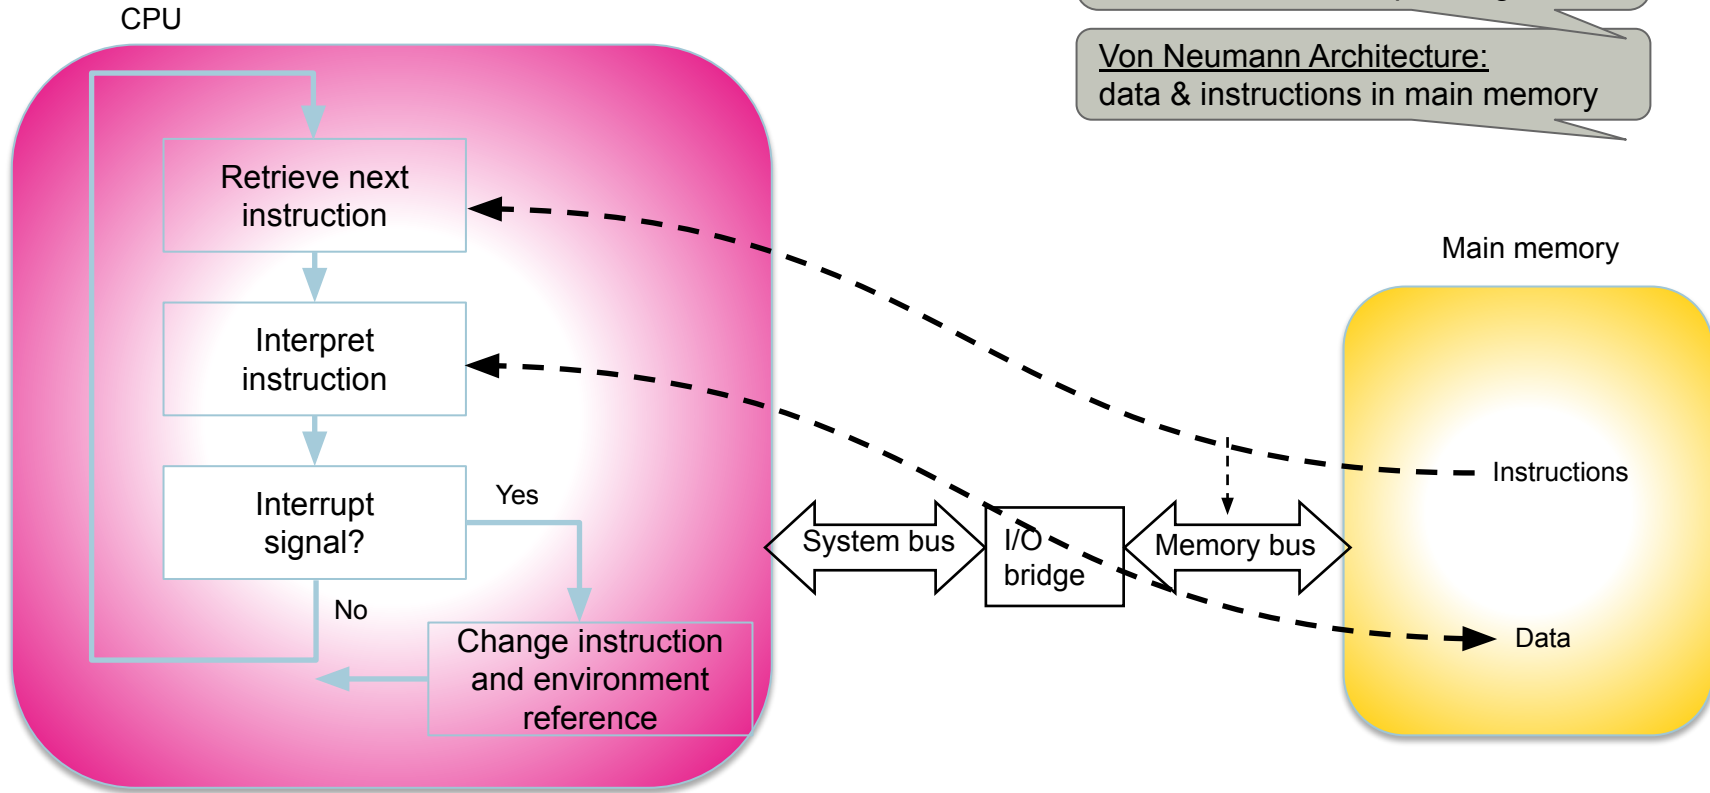 CPU
Von Neumann Architecture:
data & instructions in main memory
Retrieve next
instruction
Main memory
Interpret
instruction
Instructions
Interrupt
signal?
Yes
System bus
I/O
bridge
Memory bus
No
Change instruction
and environment
reference
Data